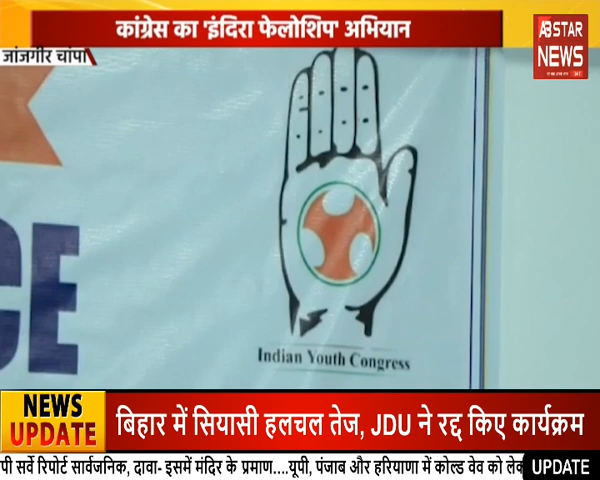 कांग्रेस का 'इंदिरा फेलोशिप' अभियान
AB STAR
NEWS
जांजगीर चांपा
CE
Indian Youth Congress
NEWS
UPDATE
बिहार में सियासी हलचल तेज, JDU ने रद्द किए कार्यक्रम
पी सर्वे रिपोर्ट सार्वजनिक, दावा- इसमें मंदिर के प्रमाण....यूपी, पंजाब और हरियाणा में कोल्ड वेव को लेक
UPDATE